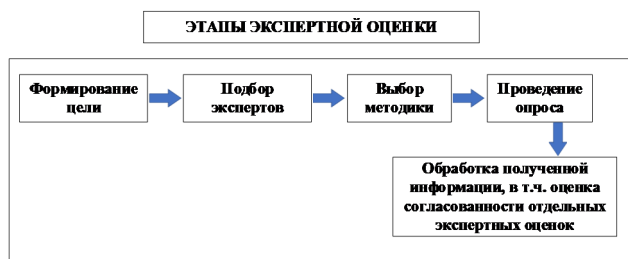 ЭТАПЫ ЭКСПЕРТНОЙ ОЦЕНКИ
Формирование
цели
Подбор
экспертов
Выбор
методики
Проведение
опроса
Обработка полученной
информации, в т.ч. оценка
согласованности отдельных
экспертных оценок